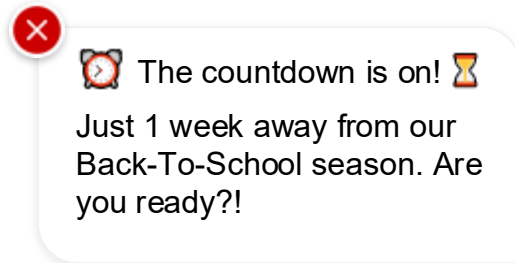 ⏰ The countdown is on! ⏳
Just 1 week away from our
Back-To-School season. Are
you ready?!